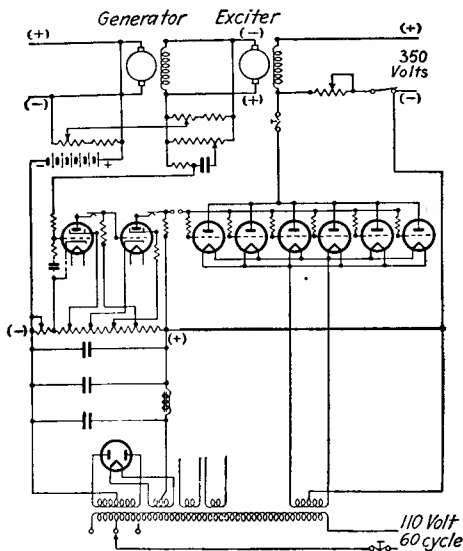 Generator Exciter
(+) (-) (+)
350
Volts
(-) (+) (-)
- +
(-) (+)
110 Volt
60 cycle